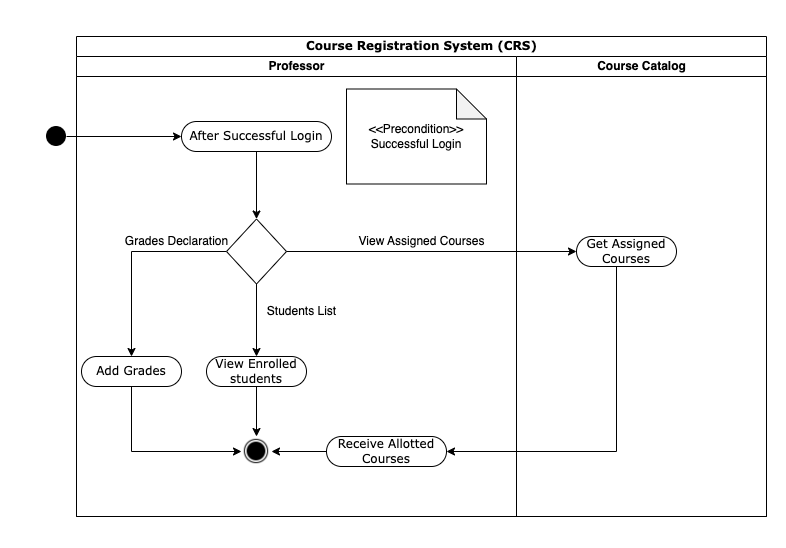 Course Registration System (CRS)
Professor
Course Catalog
<<Precondition>>
Successful Login
After Successful Login
Grades Declaration
View Assigned Courses
Get Assigned
Courses
Students List
Add Grades
View Enrolled
students
Receive Allotted
Courses